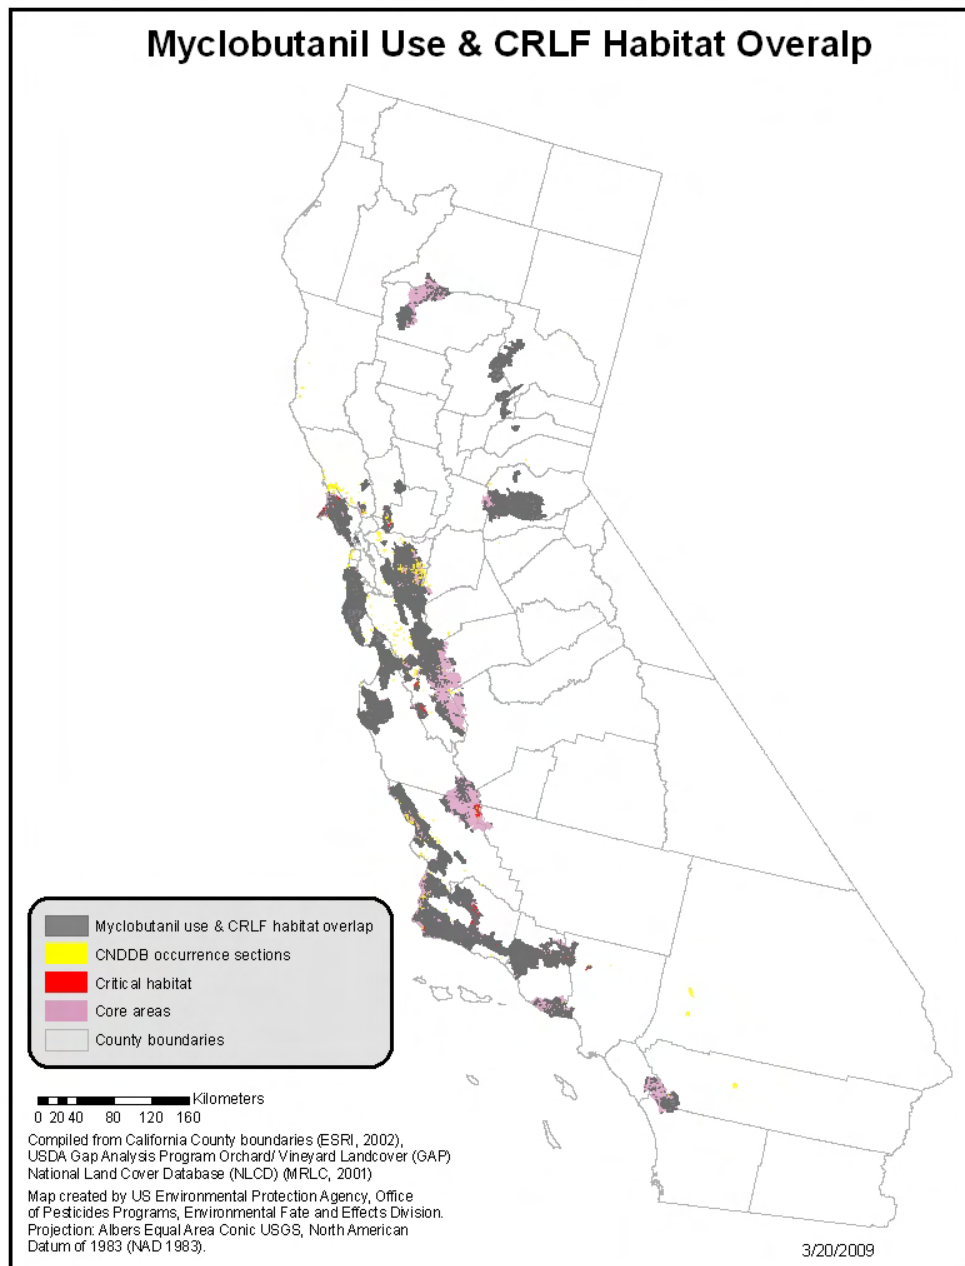 Myclobutanil Use & CRLF Habitat Overalp
Myclobutanil use & CRLF habitat overlap
CNDDB occurrence sections
Critical habitat
Core areas
County boundaries
Kilometers
0 20 40 80 120 160
Compiled from California County boundaries (ESRI, 2002),
USDA Gap Analysis Program Orchard/ Vineyard Landcover (GAP)
National Land Cover Database (NLCD) (MRLC, 2001)
Map created by US Environmental Protection Agency, Office
of Pesticides Programs, Environmental Fate and Effects Division.
Projection: Albers Equal Area Conic USGS, North American
Datum of 1983 (NAD 1983).
3/20/2009